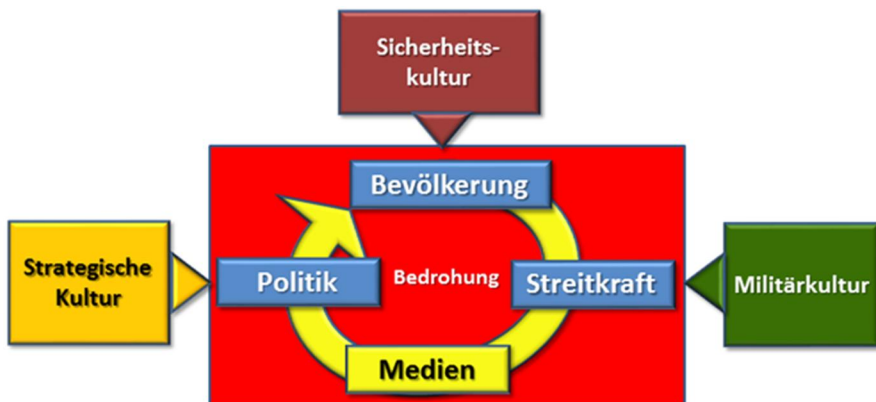 Sicherheits-
kultur
Bevölkerung
Strategische
Kultur
Politik
Bedrohung
Streitkraft
Militärkultur
Medien